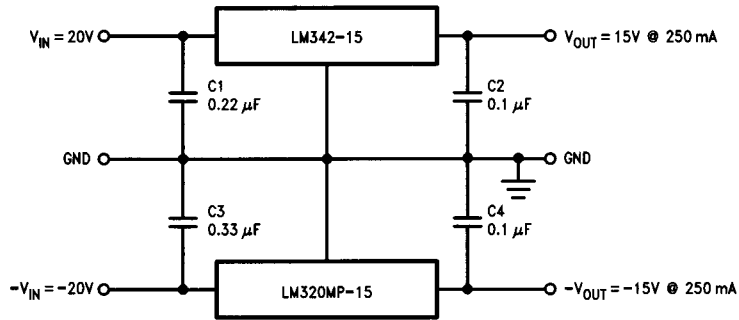 V_IN = 20V
LM342-15
V_OUT = 15V @ 250 mA
C1
0.22 μF
C2
0.1 μF
GND
GND
C3
0.33 μF
C4
0.1 μF
-V_IN = -20V
LM320MP-15
-V_OUT = -15V @ 250 mA